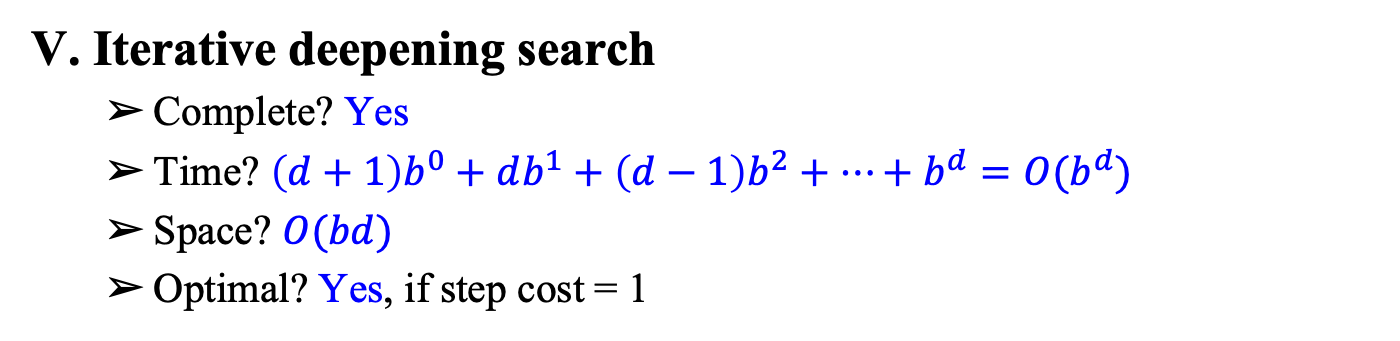 V. Iterative deepening search
➢ Complete? Yes
➢ Time? (d + 1)b⁰ + db¹ + (d − 1)b² + ⋯ + bᵈ = O(bᵈ)
➢ Space? O(bd)
➢ Optimal? Yes, if step cost = 1